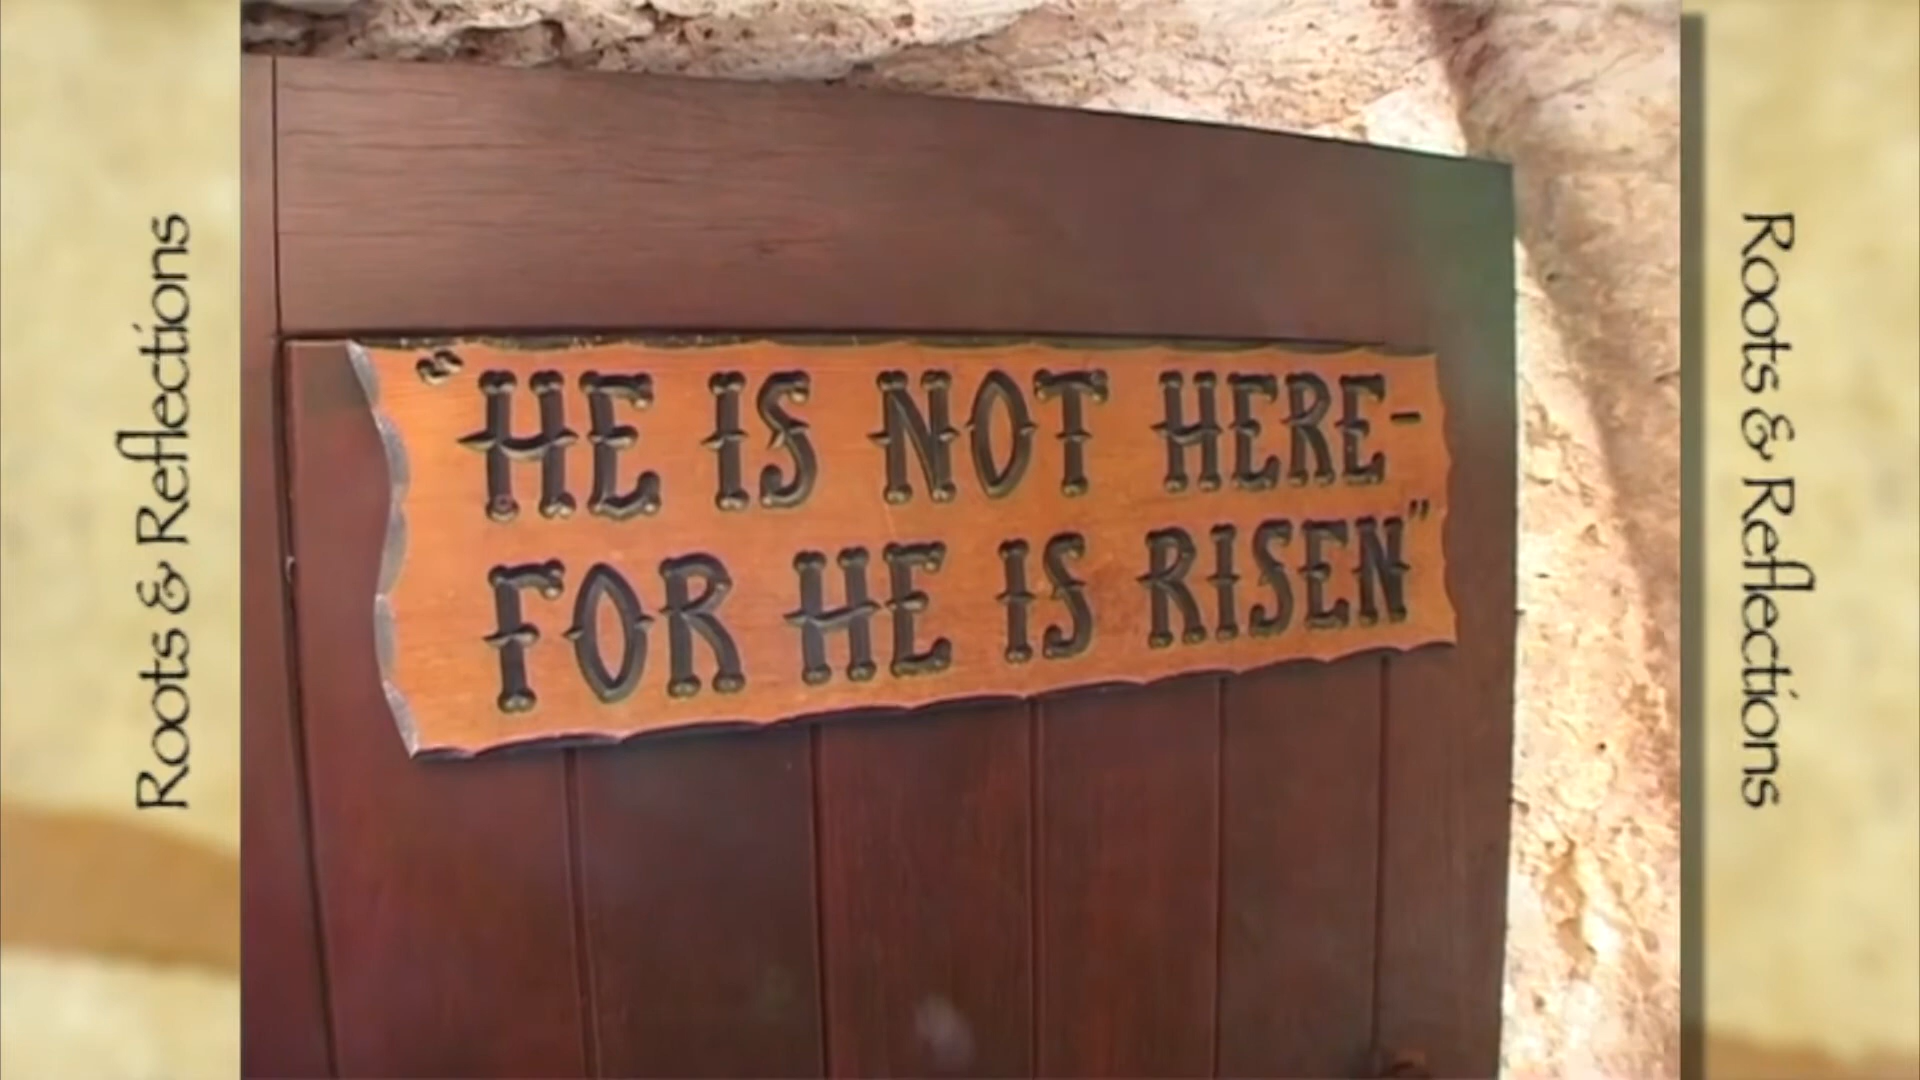 Roots & Reflections
"HE IS NOT HERE-
FOR HE IS RISEN"
Roots & Reflections